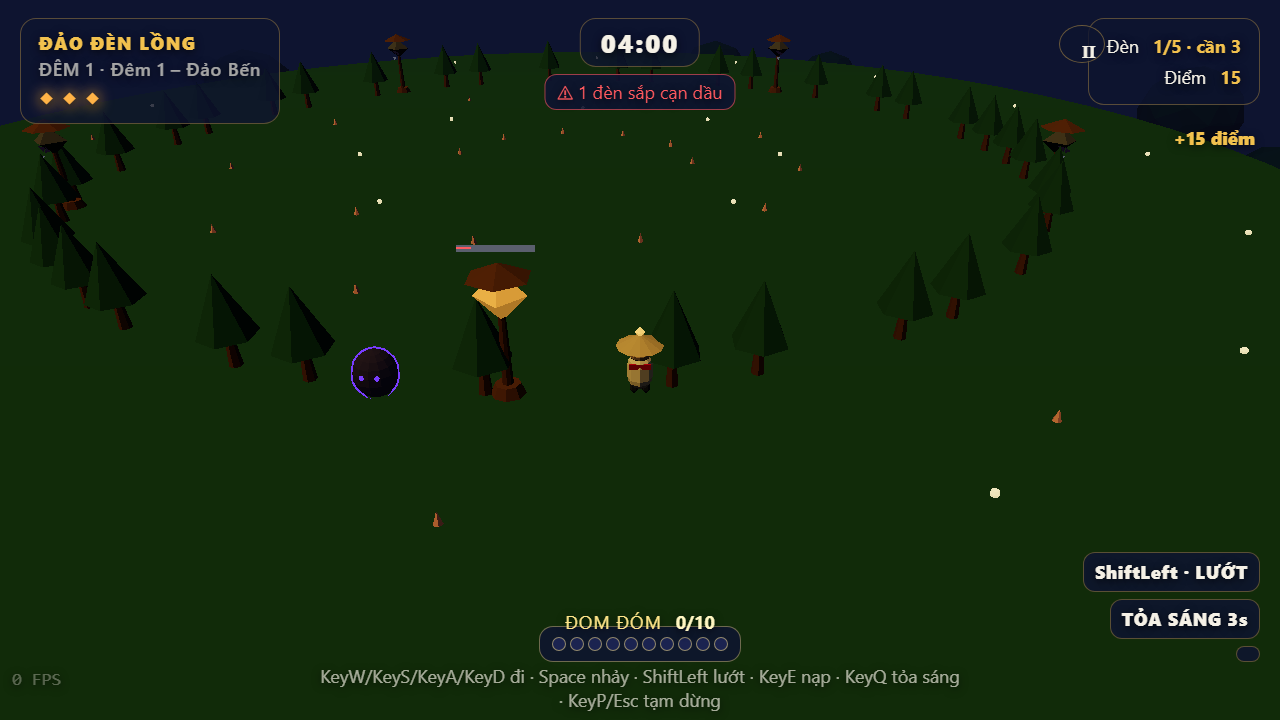 ĐẢO ĐÈN LỒNG
ĐÊM 1 · Đêm 1 – Đảo Bến
04:00
⚠ 1 đèn sắp cạn dầu
II
Đèn 1/5 · cần 3
Điểm 15
+15 điểm
ShiftLeft · LƯỚT
TỎA SÁNG 3s
ĐOM ĐÓM 0/10
0 FPS
KeyW/KeyS/KeyA/KeyD đi · Space nhảy · ShiftLeft lướt · KeyE nạp · KeyQ tỏa sáng
· KeyP/Esc tạm dừng